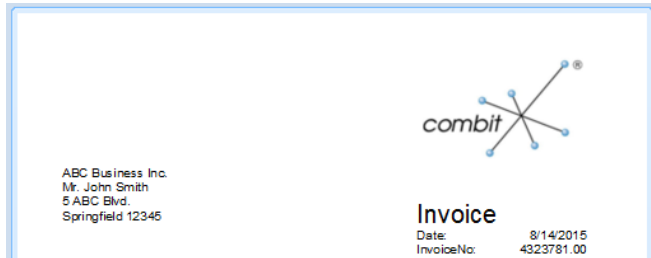 combit ®
ABC Business Inc.
Mr. John Smith
5 ABC Blvd.
Springfield 12345
Invoice
Date: 8/14/2015
InvoiceNo: 4323781.00